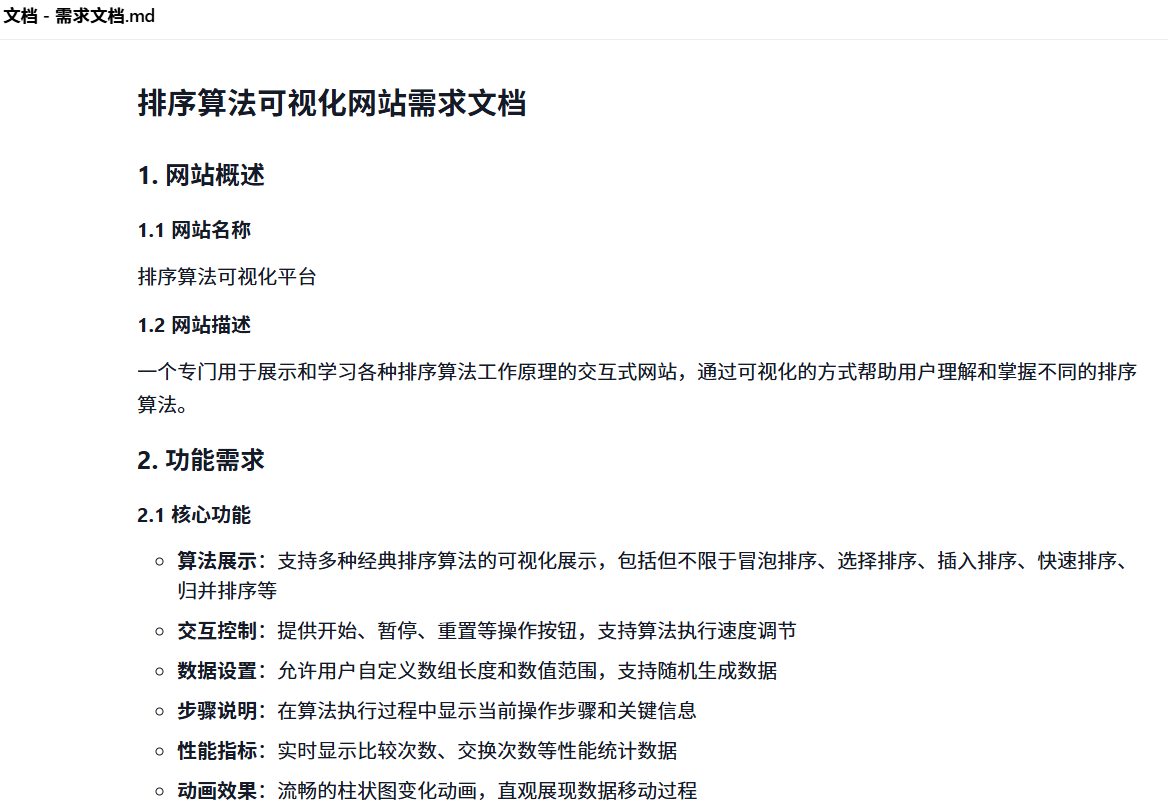 文档 - 需求文档.md
排序算法可视化网站需求文档
1. 网站概述
1.1 网站名称
排序算法可视化平台
1.2 网站描述
一个专门用于展示和学习各种排序算法工作原理的交互式网站，通过可视化的方式帮助用户理解和掌握不同的排序
算法。
2. 功能需求
2.1 核心功能
算法展示：支持多种经典排序算法的可视化展示，包括但不限于冒泡排序、选择排序、插入排序、快速排序、
归并排序等
交互控制：提供开始、暂停、重置等操作按钮，支持算法执行速度调节
数据设置：允许用户自定义数组长度和数值范围，支持随机生成数据
步骤说明：在算法执行过程中显示当前操作步骤和关键信息
性能指标：实时显示比较次数、交换次数等性能统计数据
动画效果：流畅的柱状图变化动画，直观展现数据移动过程